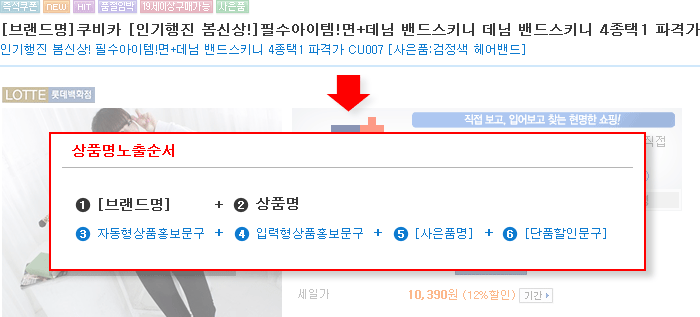 즉석쿠폰 NEW HIT 품절임박 19세이상구매가능 사은품
[브랜드명]쿠비카 [인기행진 봄신상!]필수아이템!면+데님 밴드스키니 데님 밴드스키니 4종택1 파격가
인기행진 봄신상! 필수아이템!면+데님 밴드스키니 4종택1 파격가 CU007 [사은품:검정색 헤어밴드]
LOTTE 롯데백화점
직접 보고, 입어보고 찾는 현명한 쇼핑!
직접
상품명노출순서
1 [브랜드명] + 2 상품명
3 자동형상품홍보문구 + 4 입력형상품홍보문구 + 5 [사은품명] + 6 [단품할인문구]
세일가 10,390원 (12%할인) 기간